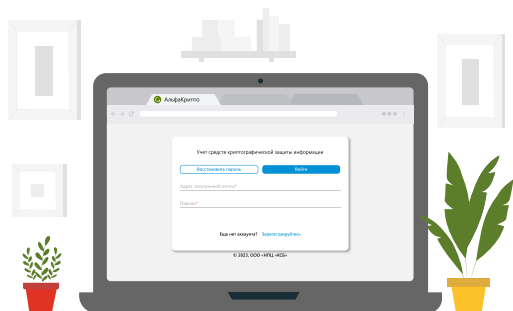 АльфаКрипто
Учет средств криптографической защиты информации
Восстановить пароль
Войти
Адрес электронной почты*
Пароль*
Еще нет аккаунта? Зарегистрируйтесь
© 2023. ООО «НПЦ «КСБ»